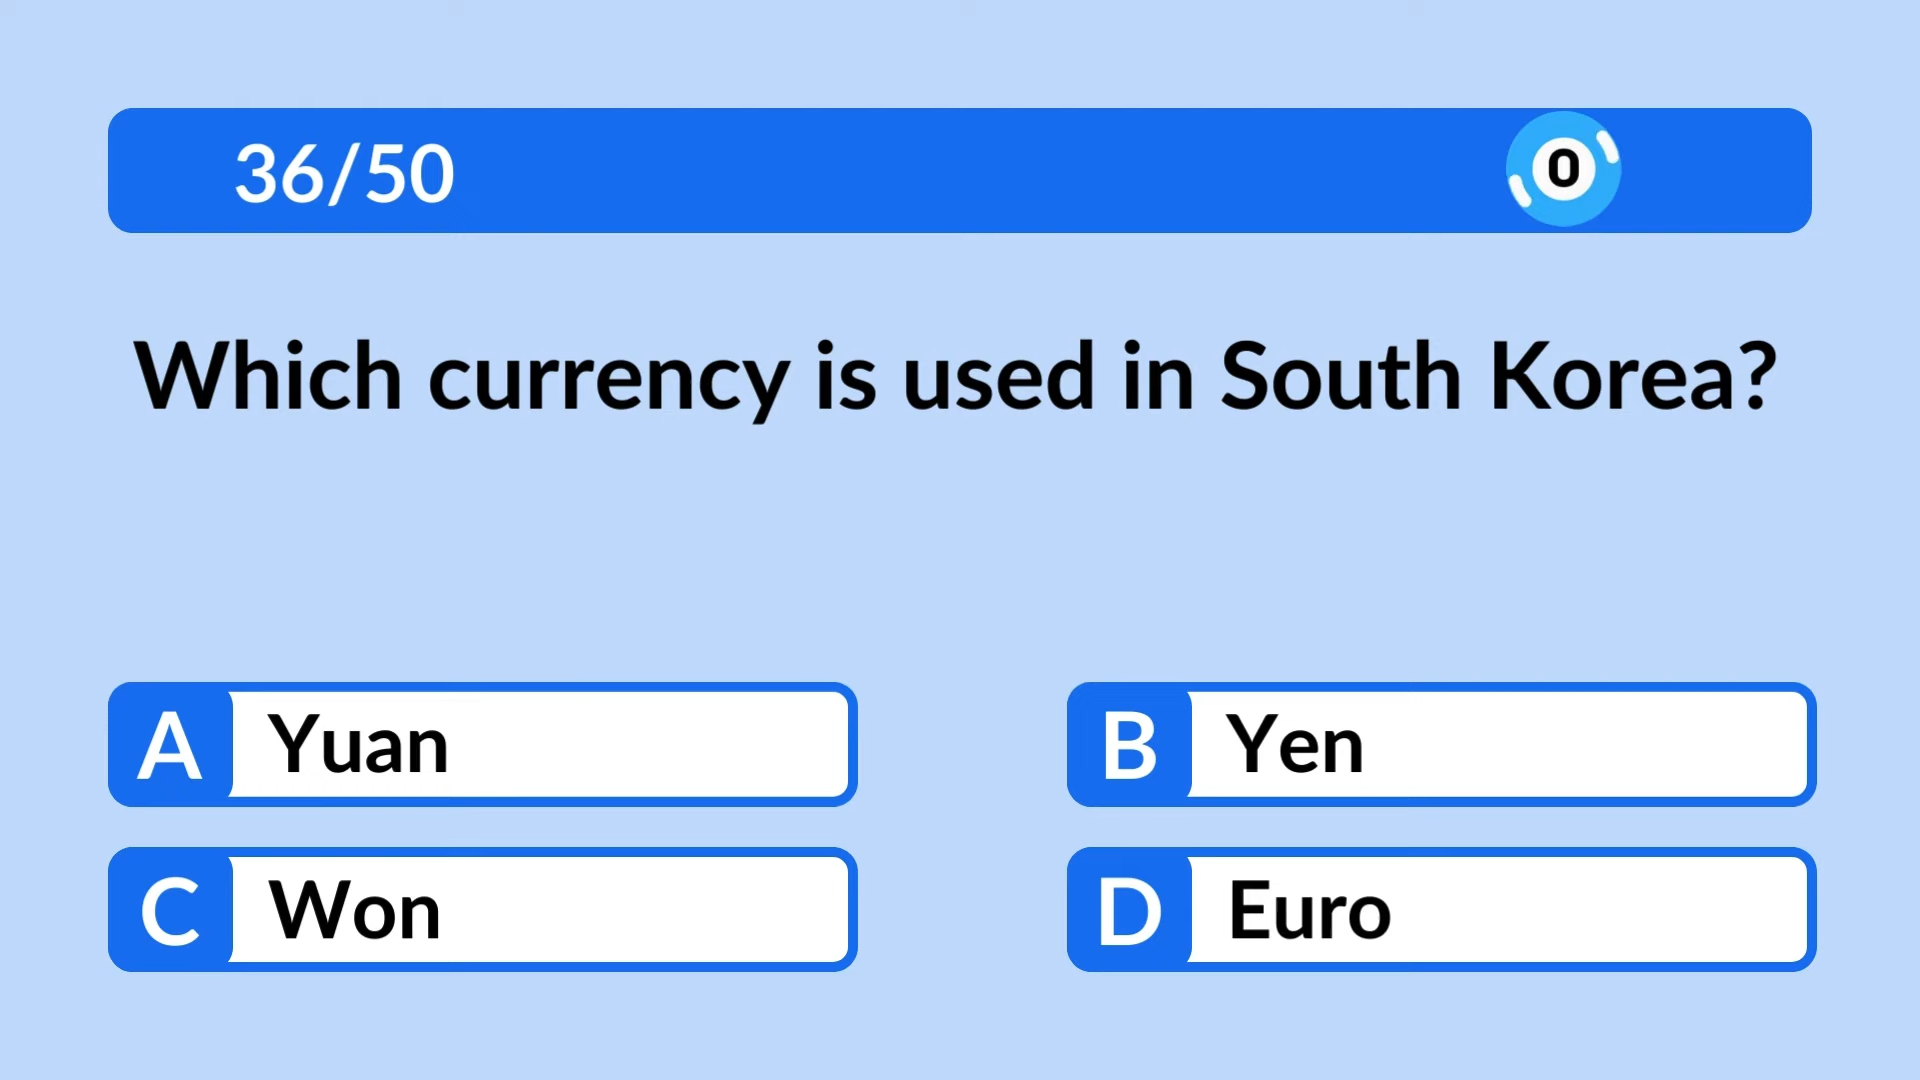 36/50
0
Which currency is used in South Korea?
A Yuan
B Yen
C Won
D Euro